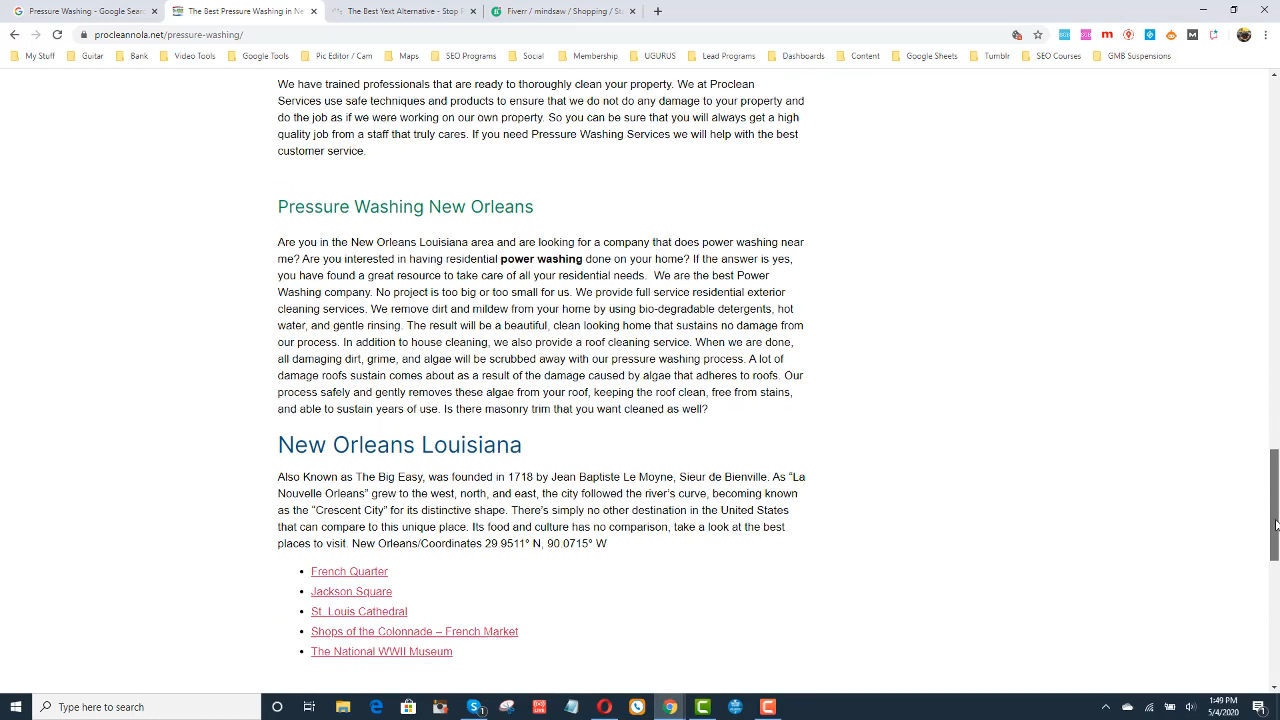 Pressure Washing - Google Sear
The Best Pressure Washing in Ne
The Best Yext Alternative - Stop F
Fiverr / mindsaw / Shopping / St
procleannola.net/pressure-washing/
My Stuff
Guitar
Bank
Video Tools
Google Tools
Pic Editor / Cam
Maps
SEO Programs
Social
Membership
UGURUS
Lead Programs
Dashboards
Content
Google Sheets
Tumblr
SEO Courses
GMB Suspensions
We have trained professionals that are ready to thoroughly clean your property. We at Proclean
Services use safe techniques and products to ensure that we do not do any damage to your property and
do the job as if we were working on our own property. So you can be sure that you will always get a high
quality job from a staff that truly cares. If you need Pressure Washing Services we will help with the best
customer service.
Pressure Washing New Orleans
Are you in the New Orleans Louisiana area and are looking for a company that does power washing near
me? Are you interested in having residential power washing done on your home? If the answer is yes,
you have found a great resource to take care of all your residential needs. We are the best Power
Washing company. No project is too big or too small for us. We provide full service residential exterior
cleaning services. We remove dirt and mildew from your home by using bio-degradable detergents, hot
water, and gentle rinsing. The result will be a beautiful, clean looking home that sustains no damage from
our process. In addition to house cleaning, we also provide a roof cleaning service. When we are done,
all damaging dirt, grime, and algae will be scrubbed away with our pressure washing process. A lot of
damage roofs sustain comes about as a result of the damage caused by algae that adheres to roofs. Our
process safely and gently removes these algae from your roof, keeping the roof clean, free from stains,
and able to sustain years of use. Is there masonry trim that you want cleaned as well?
New Orleans Louisiana
Also Known as The Big Easy, was founded in 1718 by Jean Baptiste Le Moyne, Sieur de Bienville. As “La
Nouvelle Orleans” grew to the west, north, and east, the city followed the river’s curve, becoming known
as the “Crescent City” for its distinctive shape. There’s simply no other destination in the United States
that can compare to this unique place. Its food and culture has no comparison, take a look at the best
places to visit. New Orleans/Coordinates 29.9511° N, 90.0715° W
French Quarter
Jackson Square
St. Louis Cathedral
Shops of the Colonnade – French Market
The National WWII Museum
Type here to search
1:49 PM
5/4/2020